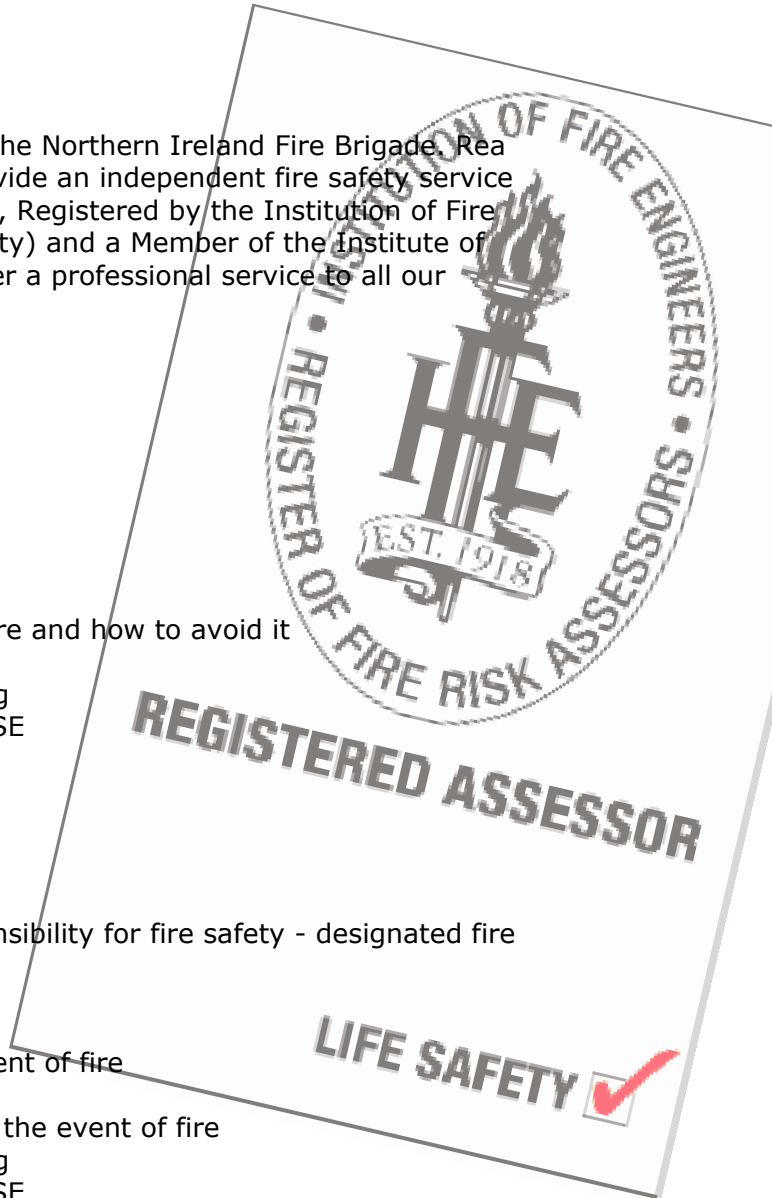 he Northern Ireland Fire Brigade. Rea
vide an independent fire safety service
, Registered by the Institution of Fire
ty) and a Member of the Institute of
er a professional service to all our
INSTITUTION OF FIRE ENGINEERS •
REGISTER OF FIRE RISK ASSESSORS •
IFE
EST. 1918
re and how to avoid it
g
SE
REGISTERED ASSESSOR
nsibility for fire safety - designated fire
LIFE SAFETY
ent of fire
the event of fire
g
SE